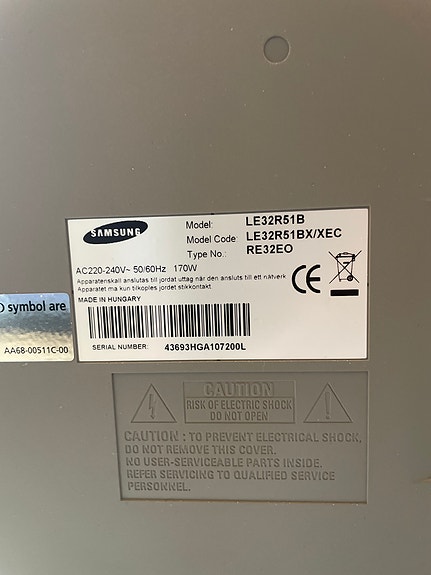 SAMSUNG
Model: LE32R51B
Model Code: LE32R51BX/XEC
Type No.: RE32EO
AC220-240V~ 50/60Hz 170W
Apparatenskall anslutas till jordat uttag när den ansluts till ett nätverk
Apparatet ma kun tilkoples jordet stikkontakt
MADE IN HUNGARY
SERIAL NUMBER: 43693HGA107200L
symbol are
AA68-00511C-00
CAUTION
RISK OF ELECTRIC SHOCK
DO NOT OPEN
CAUTION : TO PREVENT ELECTRICAL SHOCK,
DO NOT REMOVE THIS COVER.
NO USER-SERVICEABLE PARTS INSIDE.
REFER SERVICING TO QUALIFIED SERVICE
PERSONNEL.